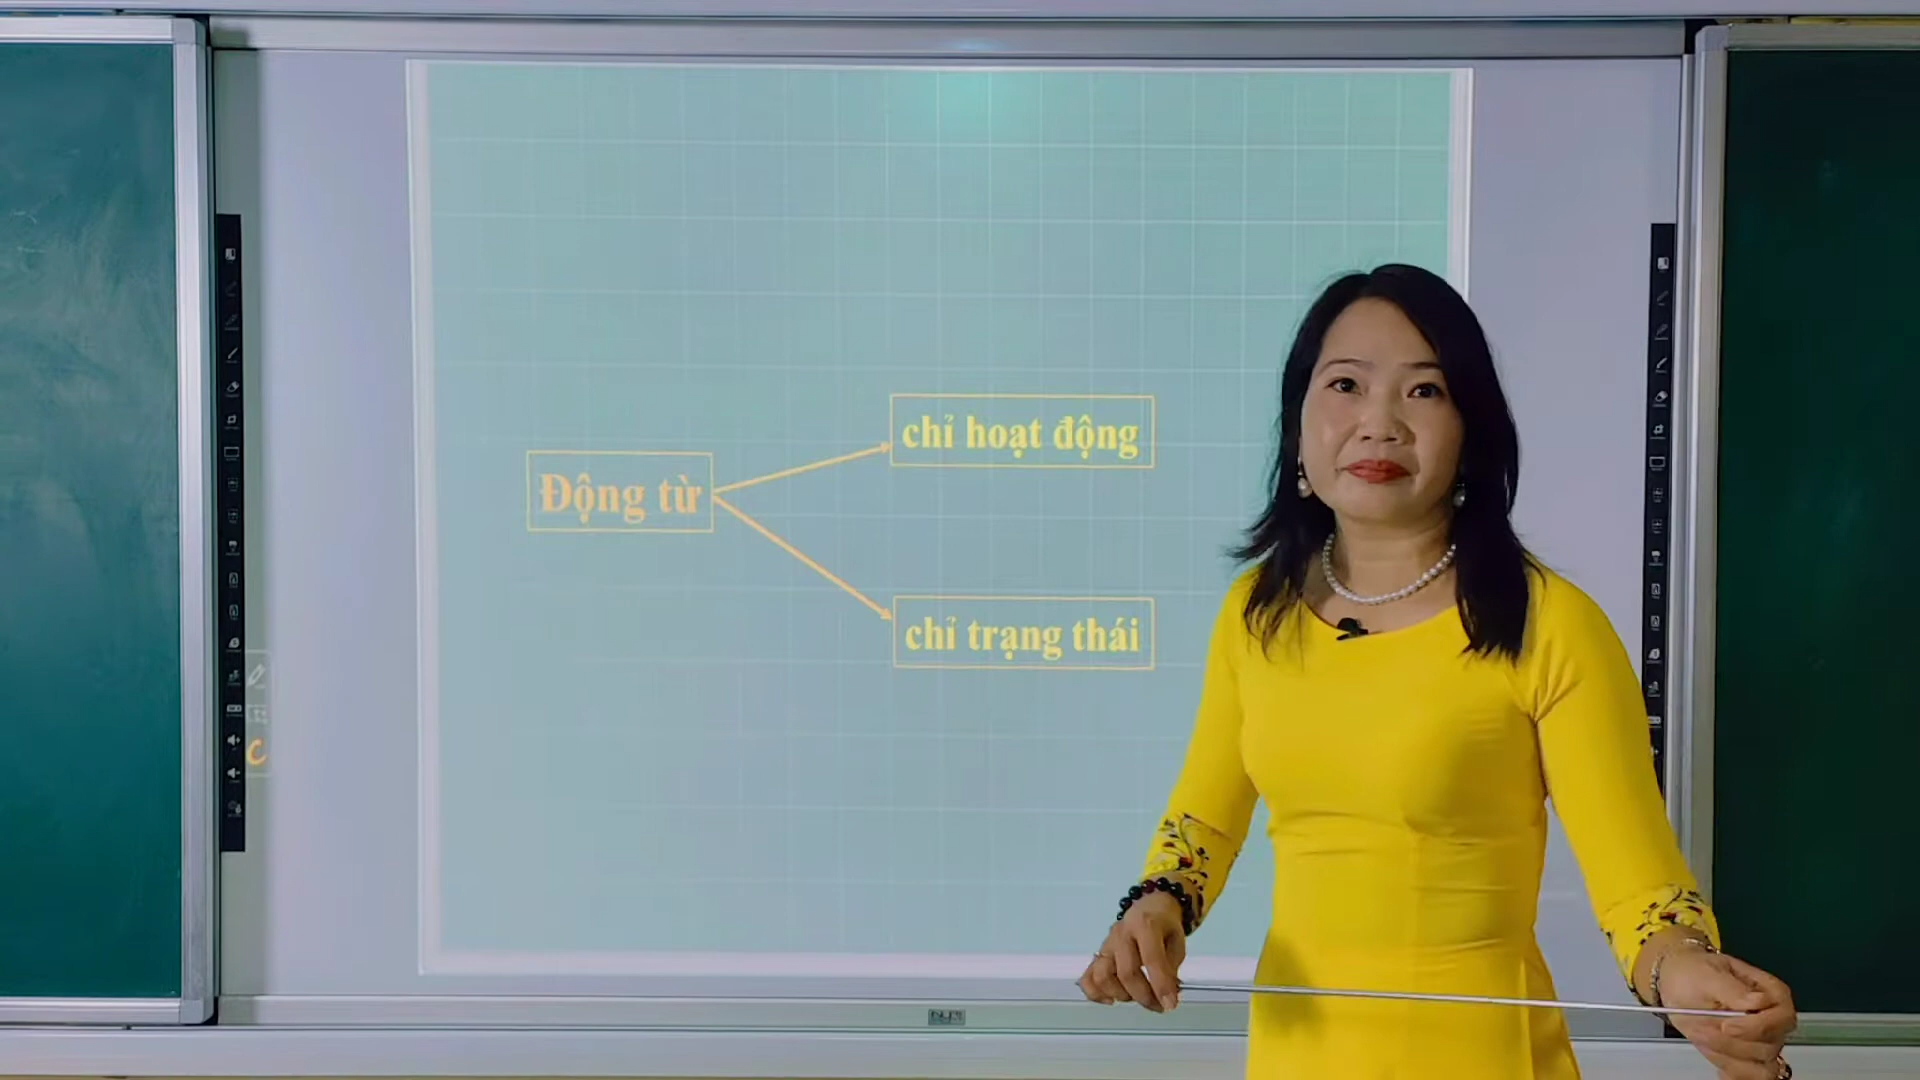 Động từ
chỉ hoạt động
chỉ trạng thái